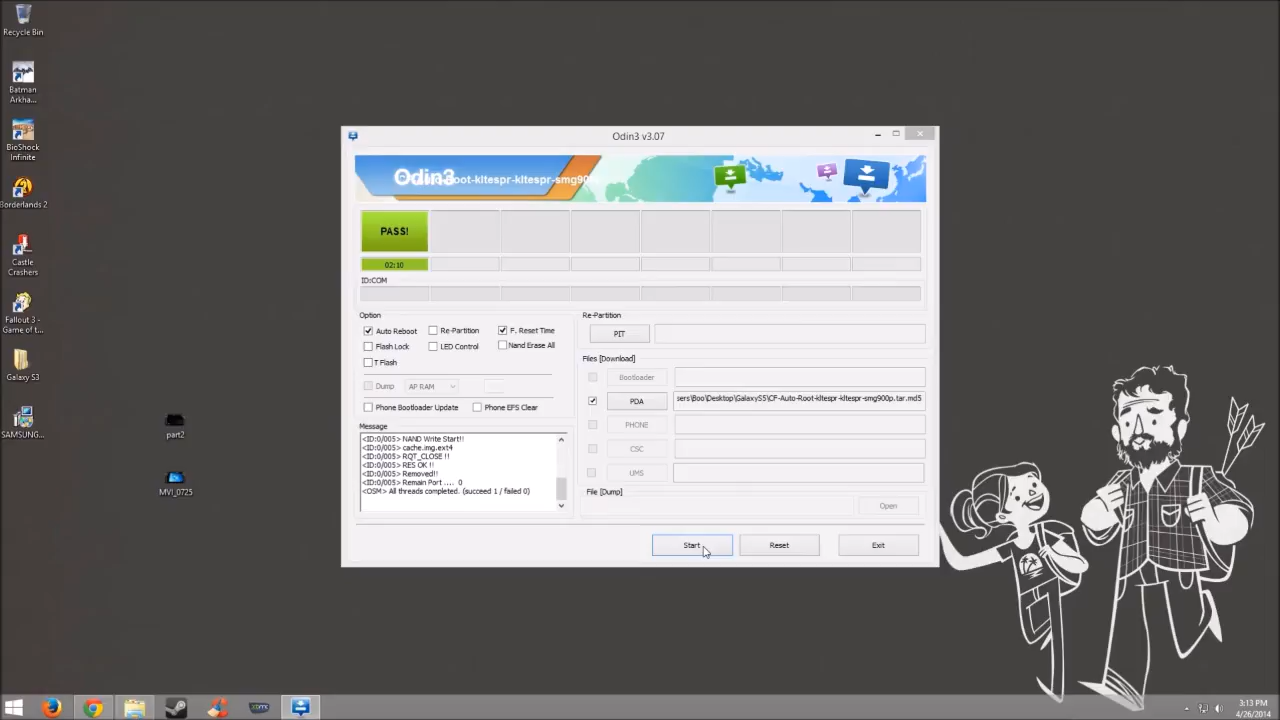 Recycle Bin
Batman
Arkha...
BioShock
Infinite
Borderlands 2
Castle
Crashers
Fallout 3 -
Game of t...
Galaxy S3
SAMSUNG...
part2
MVI_0725
Odin3 v3.07
Odin3
-Root-kltespr-kltespr-smg90
PASS!
02:10
ID:COM
Option
Auto Reboot
Re-Partition
F. Reset Time
Flash Lock
LED Control
Nand Erase All
T Flash
Dump
AP RAM
Phone Bootloader Update
Phone EFS Clear
Message
<ID:0/005> NAND Write Start!!
<ID:0/005> cache.img.ext4
<ID:0/005> RQT_CLOSE !!
<ID:0/005> RES OK !!
<ID:0/005> Removed!!
<ID:0/005> Remain Port .... 0
<OSM> All threads completed. (succeed 1 / failed 0)
Re-Partition
PIT
Files [Download]
Bootloader
PDA
sers\Boo\Desktop\GalaxyS5\CF-Auto-Root-kltespr-kltespr-smg900p.tar.md5
PHONE
CSC
UMS
File [Dump]
Open
Start
Reset
Exit
xbmc
3:13 PM
4/26/2014